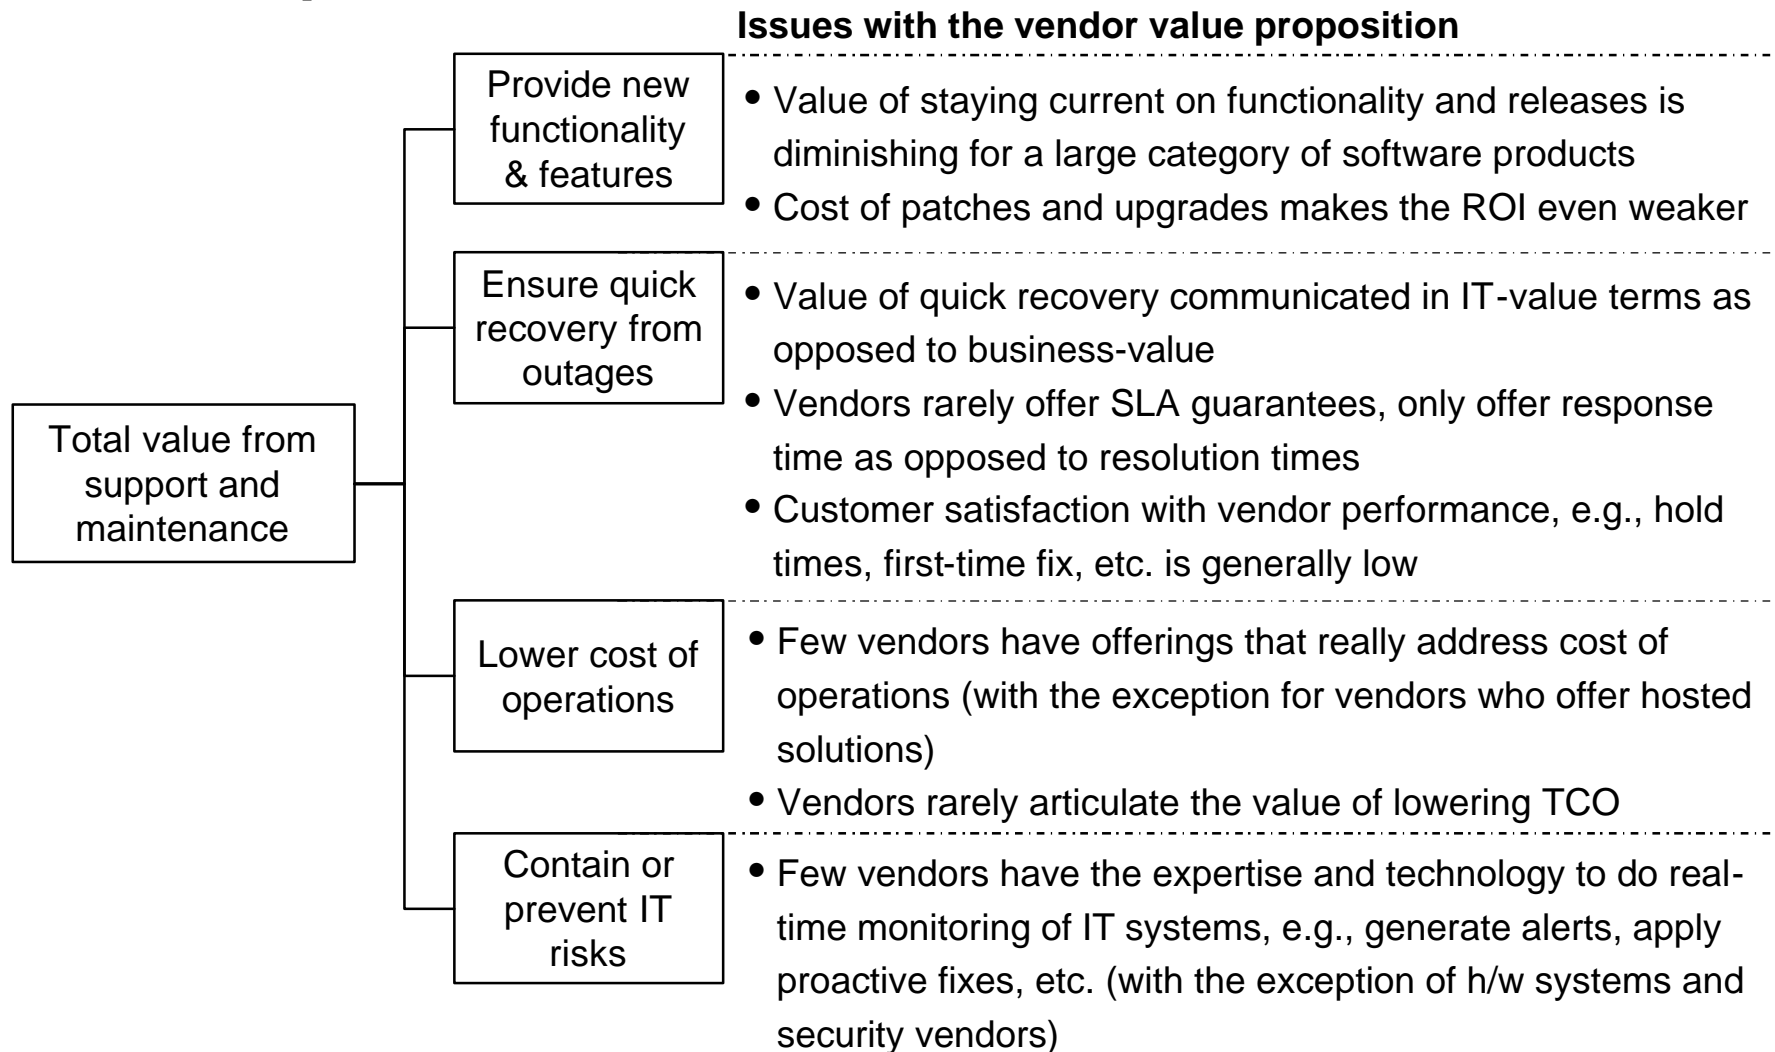 Issues with the vendor value proposition
Provide new
functionality
& features
• Value of staying current on functionality and releases is
diminishing for a large category of software products
• Cost of patches and upgrades makes the ROI even weaker
Ensure quick
recovery from
outages
• Value of quick recovery communicated in IT-value terms as
opposed to business-value
• Vendors rarely offer SLA guarantees, only offer response
time as opposed to resolution times
• Customer satisfaction with vendor performance, e.g., hold
times, first-time fix, etc. is generally low
Total value from
support and
maintenance
Lower cost of
operations
• Few vendors have offerings that really address cost of
operations (with the exception for vendors who offer hosted
solutions)
• Vendors rarely articulate the value of lowering TCO
Contain or
prevent IT
risks
• Few vendors have the expertise and technology to do real-
time monitoring of IT systems, e.g., generate alerts, apply
proactive fixes, etc. (with the exception of h/w systems and
security vendors)